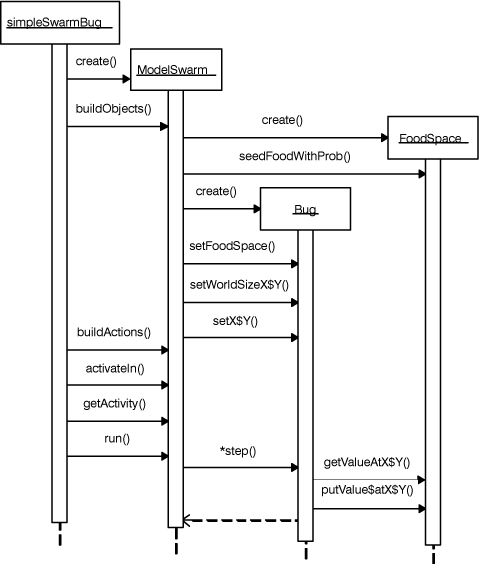 simpleSwarmBug
create()
ModelSwarm
buildObjects()
create()
FoodSpace
seedFoodWithProb()
create()
Bug
setFoodSpace()
setWorldSizeX$Y()
setX$Y()
buildActions()
activateIn()
getActivity()
run()
*step()
getValueAtX$Y()
putValue$atX$Y()